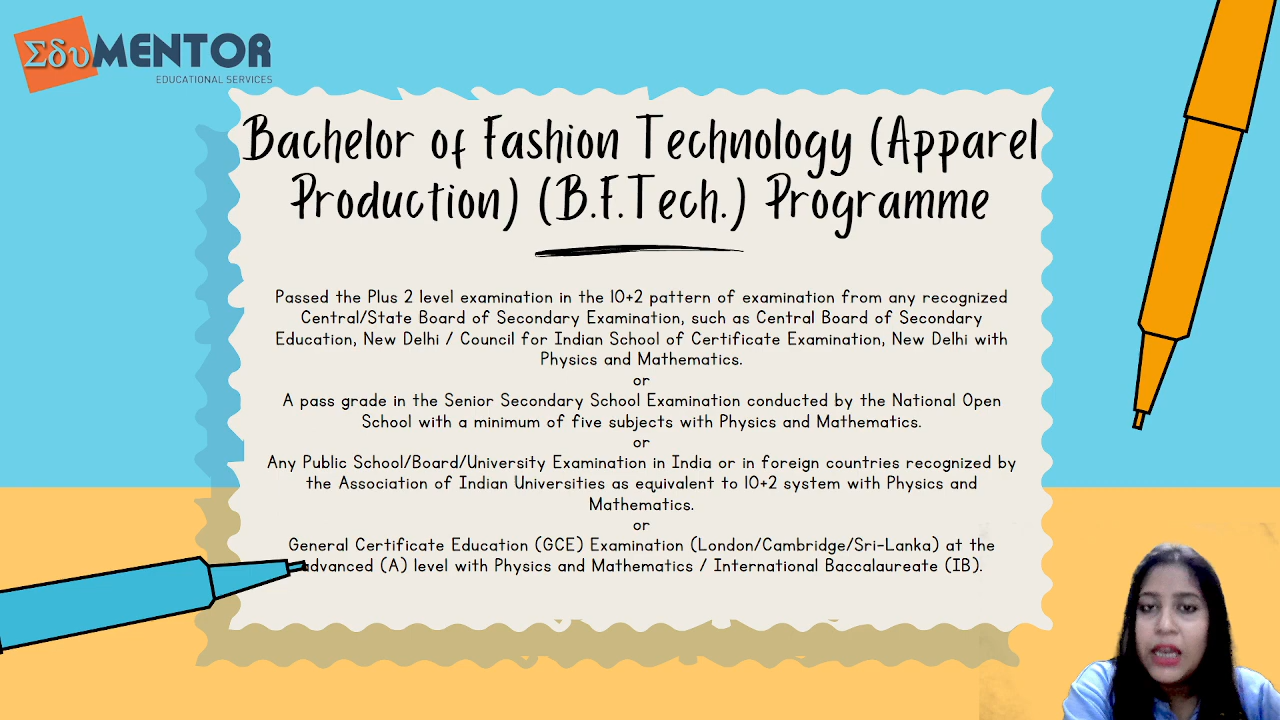 ΣδυMENTOR
EDUCATIONAL SERVICES
Bachelor of Fashion Technology (Apparel
Production) (B.F.Tech.) Programme
Passed the Plus 2 level examination in the 10+2 pattern of examination from any recognized
Central/State Board of Secondary Examination, such as Central Board of Secondary
Education, New Delhi / Council for Indian School of Certificate Examination, New Delhi with
Physics and Mathematics.
or
A pass grade in the Senior Secondary School Examination conducted by the National Open
School with a minimum of five subjects with Physics and Mathematics.
or
Any Public School/Board/University Examination in India or in foreign countries recognized by
the Association of Indian Universities as equivalent to 10+2 system with Physics and
Mathematics.
or
General Certificate Education (GCE) Examination (London/Cambridge/Sri-Lanka) at the
advanced (A) level with Physics and Mathematics / International Baccalaureate (IB).